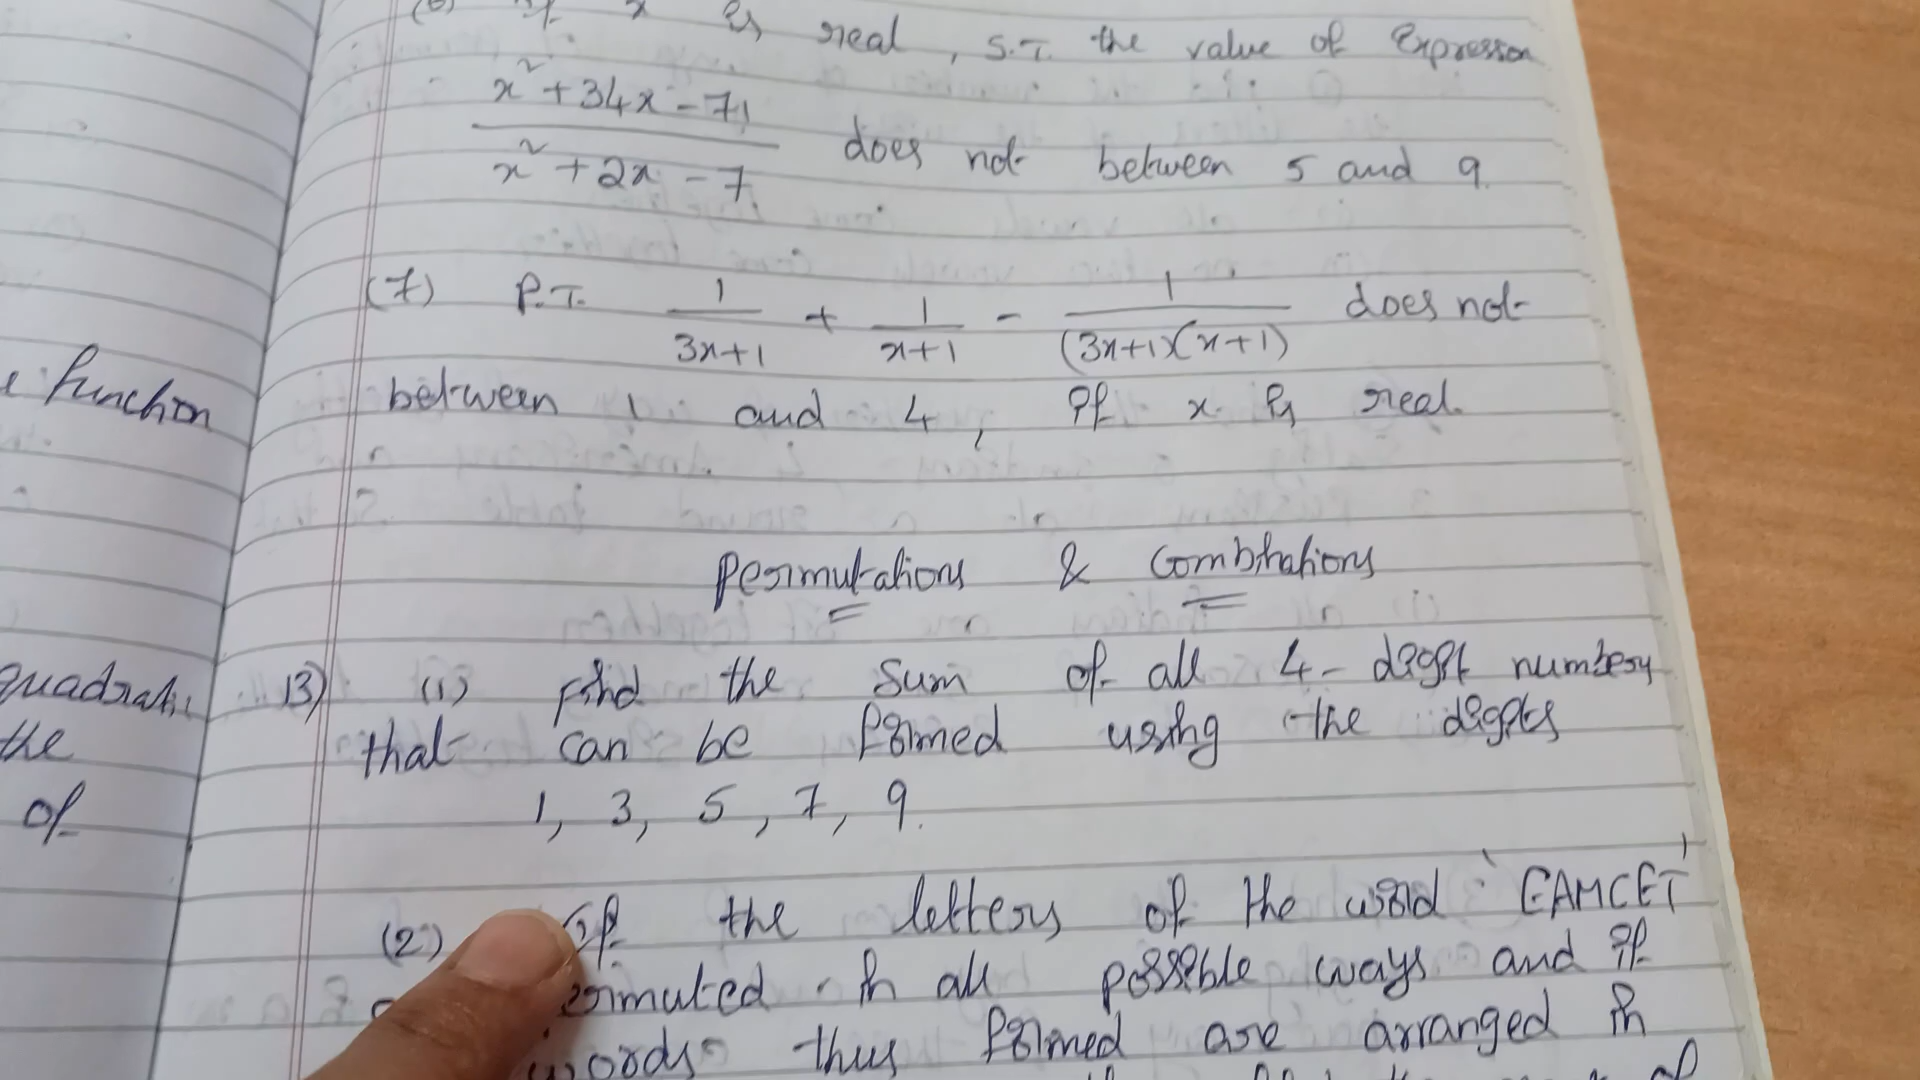 (6) If x is real, S.T. the value of Expression
x² + 34x - 71
x² + 2x - 7
does not between 5 and 9.
(7) P.T. 1/(3x+1) + 1/(x+1) - 1/((3x+1)(x+1)) does not
e function
between 1 and 4, if x is real.
Permutations & Combinations
quadratic
13) (1) Find the sum of all 4-digit numbers
the
that can be formed using the digits
of
1, 3, 5, 7, 9.
(2) If the letters of the word 'EAMCET'
ermuted in all possible ways and if
words thus formed are arranged in